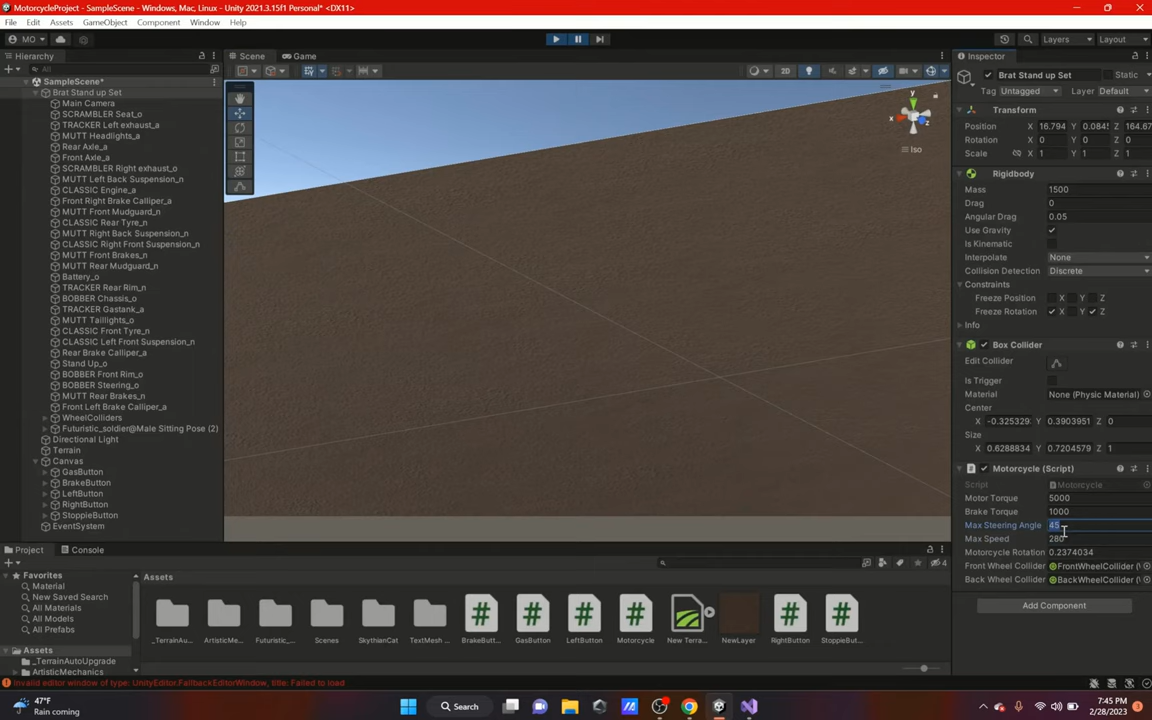 MotorcycleProject - SampleScene - Windows, Mac, Linux - Unity 2021.3.15f1 Personal* <DX11>
File Edit Assets GameObject Component Window Help
MO Layers Layout
Hierarchy Scene Game Inspector
All
2D
SampleScene*
Brat Stand up Set
Main Camera
SCRAMBLER Seat_o
TRACKER Left exhaust_a
MUTT Headlights_a
Rear Axle_a
Front Axle_a
SCRAMBLER Right exhaust_o
MUTT Left Back Suspension_n
CLASSIC Engine_a
Front Right Brake Calliper_a
MUTT Front Mudguard_n
CLASSIC Rear Tyre_n
MUTT Right Back Suspension_n
CLASSIC Right Front Suspension_n
MUTT Front Brakes_n
MUTT Rear Mudguard_n
Battery_o
TRACKER Rear Rim_n
BOBBER Chassis_o
TRACKER Gastank_a
MUTT Taillights_o
CLASSIC Front Tyre_n
CLASSIC Left Front Suspension_n
Rear Brake Calliper_a
Stand Up_o
BOBBER Front Rim_o
BOBBER Steering_o
MUTT Rear Brakes_n
Front Left Brake Calliper_a
WheelColliders
Futuristic_soldier@Male Sitting Pose (2)
Directional Light
Terrain
Canvas
GasButton
BrakeButton
LeftButton
RightButton
StoppieButton
EventSystem
y
x
z
Iso
Brat Stand up Set Static
Tag Untagged Layer Default
Transform
Position X 16.794 Y 0.084 Z 164.67
Rotation X 0 Y 0 Z 0
Scale X 1 Y 1 Z 1
Rigidbody
Mass 1500
Drag 0
Angular Drag 0.05
Use Gravity
Is Kinematic
Interpolate None
Collision Detection Discrete
Constraints
Freeze Position X Y Z
Freeze Rotation X Y Z
Info
Box Collider
Edit Collider
Is Trigger
Material None (Physic Material)
Center
X -0.325329 Y 0.3903951 Z 0
Size
X 0.6288834 Y 0.7204579 Z 1
Motorcycle (Script)
Script Motorcycle
Motor Torque 5000
Brake Torque 1000
Max Steering Angle 45
Max Speed 280
Motorcycle Rotation 0.2374034
Front Wheel Collider FrontWheelCollider (
Back Wheel Collider BackWheelCollider (
Add Component
Project Console
4
Favorites
Material
New Saved Search
All Materials
All Models
All Prefabs
Assets
_TerrainAutoUpgrade
ArtisticMechanics
Assets
_TerrainAu... ArtisticMe... Futuristic_... Scenes SkythianCat TextMesh ... BrakeButt... GasButton LeftButton Motorcycle New Terra... NewLayer RightButton StoppieBut...
Invalid editor window of type: UnityEditor.FallbackEditorWindow, title: Failed to load
47°F
Rain coming
Search
7:45 PM
2/28/2023